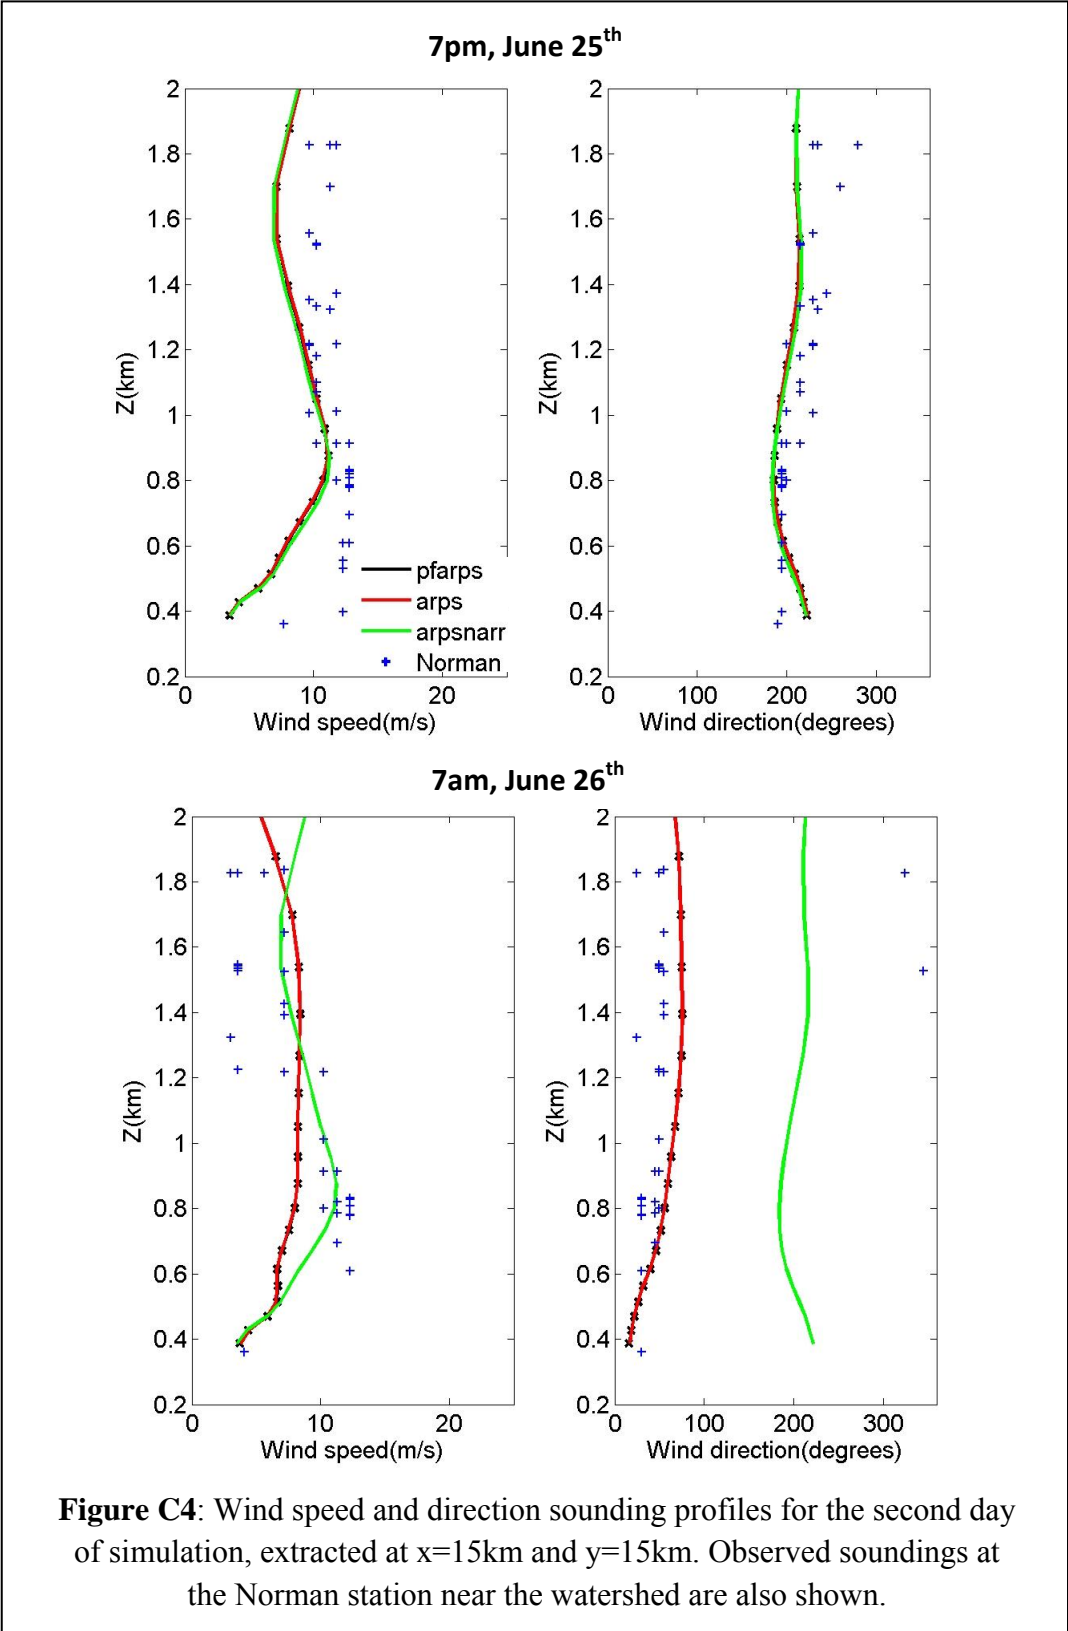 7pm, June 25th
2
1.8
1.6
1.4
1.2
1
0.8
0.6
0.4
0.2
Z(km)
0 10 20
Wind speed(m/s)
pfarps
arps
arpsnarr
Norman
2
1.8
1.6
1.4
1.2
1
0.8
0.6
0.4
0.2
Z(km)
0 100 200 300
Wind direction(degrees)
7am, June 26th
2
1.8
1.6
1.4
1.2
1
0.8
0.6
0.4
0.2
Z(km)
0 10 20
Wind speed(m/s)
2
1.8
1.6
1.4
1.2
1
0.8
0.6
0.4
0.2
Z(km)
0 100 200 300
Wind direction(degrees)
Figure C4: Wind speed and direction sounding profiles for the second day
of simulation, extracted at x=15km and y=15km. Observed soundings at
the Norman station near the watershed are also shown.